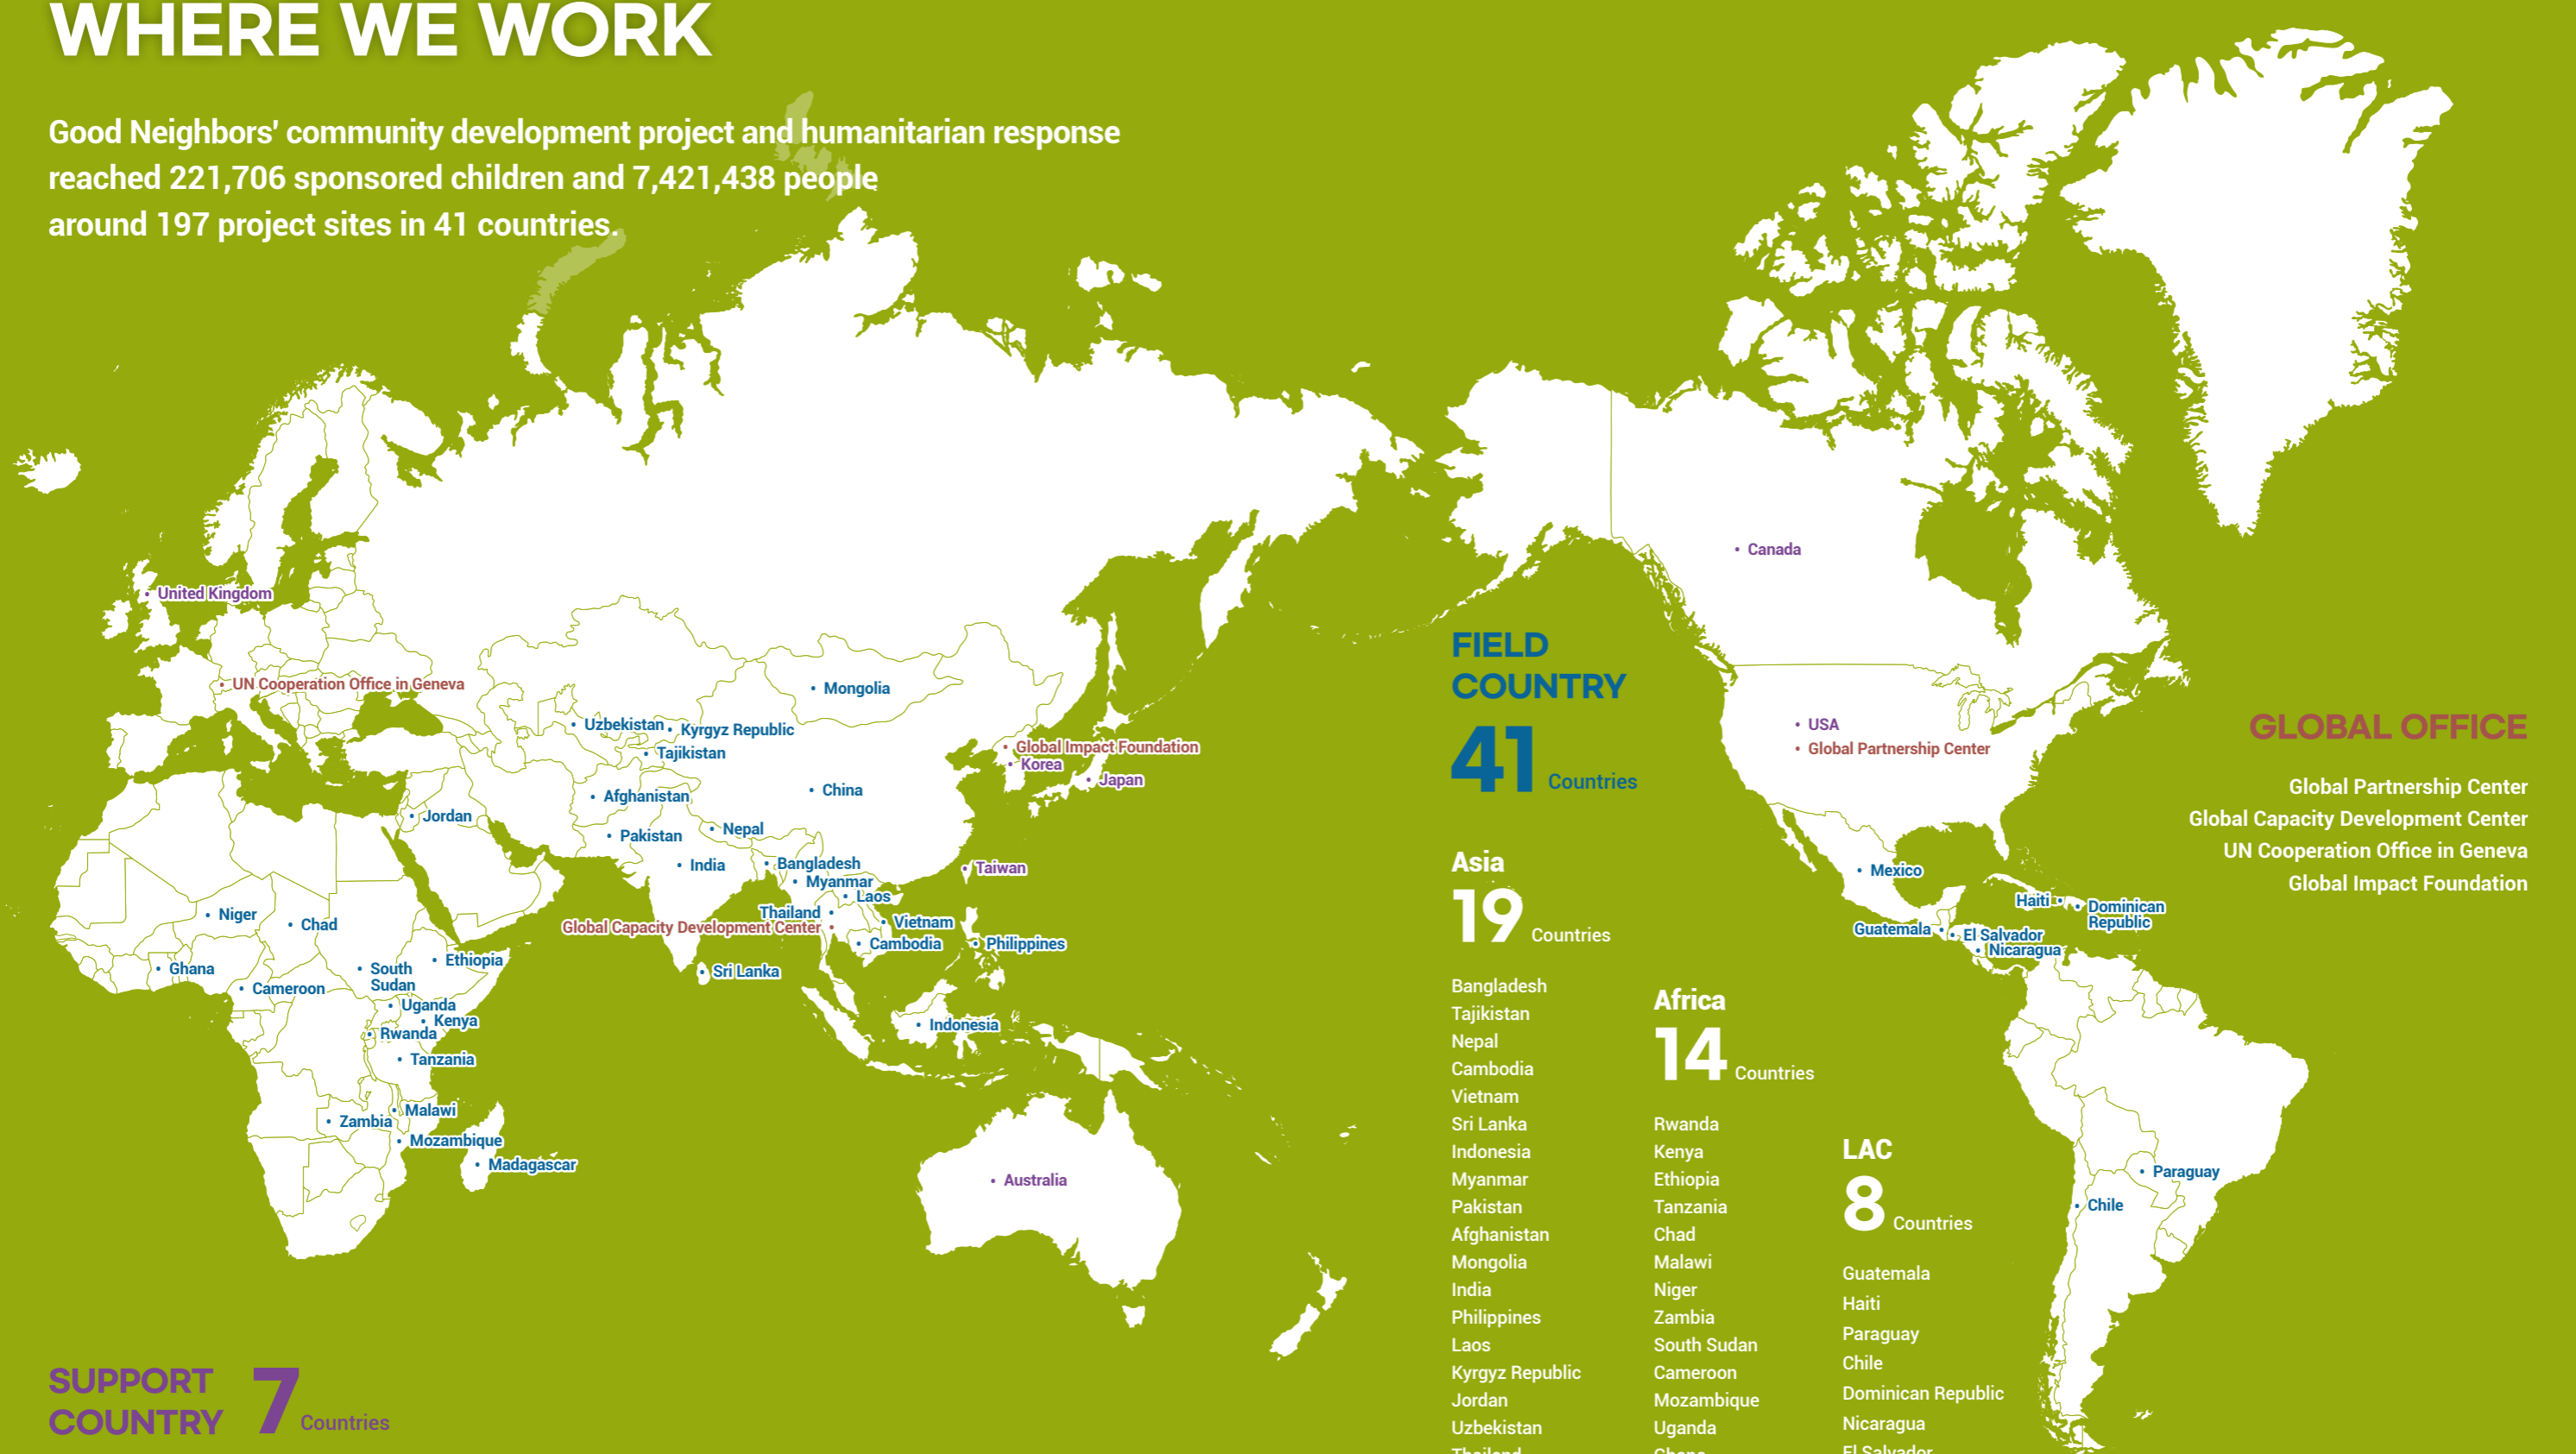 WHERE WE WORK
Good Neighbors' community development project and humanitarian response
reached 221,706 sponsored children and 7,421,438 people
around 197 project sites in 41 countries.
United Kingdom
UN Cooperation Office in Geneva
Mongolia
Uzbekistan
Kyrgyz Republic
Tajikistan
Global Impact Foundation
Korea
Japan
Afghanistan
China
Jordan
Pakistan
Nepal
India
Bangladesh
Taiwan
Myanmar
Laos
Thailand
Vietnam
Global Capacity Development Center
Cambodia
Philippines
Sri Lanka
Indonesia
Niger
Chad
Ghana
Cameroon
South
Sudan
Ethiopia
Uganda
Kenya
Rwanda
Tanzania
Malawi
Zambia
Mozambique
Madagascar
Australia
Canada
USA
Global Partnership Center
Mexico
Haiti
Dominican
Republic
Guatemala
El Salvador
Nicaragua
Paraguay
Chile
FIELD
COUNTRY
41 Countries
Asia
19 Countries
Bangladesh
Tajikistan
Nepal
Cambodia
Vietnam
Sri Lanka
Indonesia
Myanmar
Pakistan
Afghanistan
Mongolia
India
Philippines
Laos
Kyrgyz Republic
Jordan
Uzbekistan
Thailand
Africa
14 Countries
Rwanda
Kenya
Ethiopia
Tanzania
Chad
Malawi
Niger
Zambia
South Sudan
Cameroon
Mozambique
Uganda
Ghana
LAC
8 Countries
Guatemala
Haiti
Paraguay
Chile
Dominican Republic
Nicaragua
El Salvador
GLOBAL OFFICE
Global Partnership Center
Global Capacity Development Center
UN Cooperation Office in Geneva
Global Impact Foundation
SUPPORT
COUNTRY
7 Countries